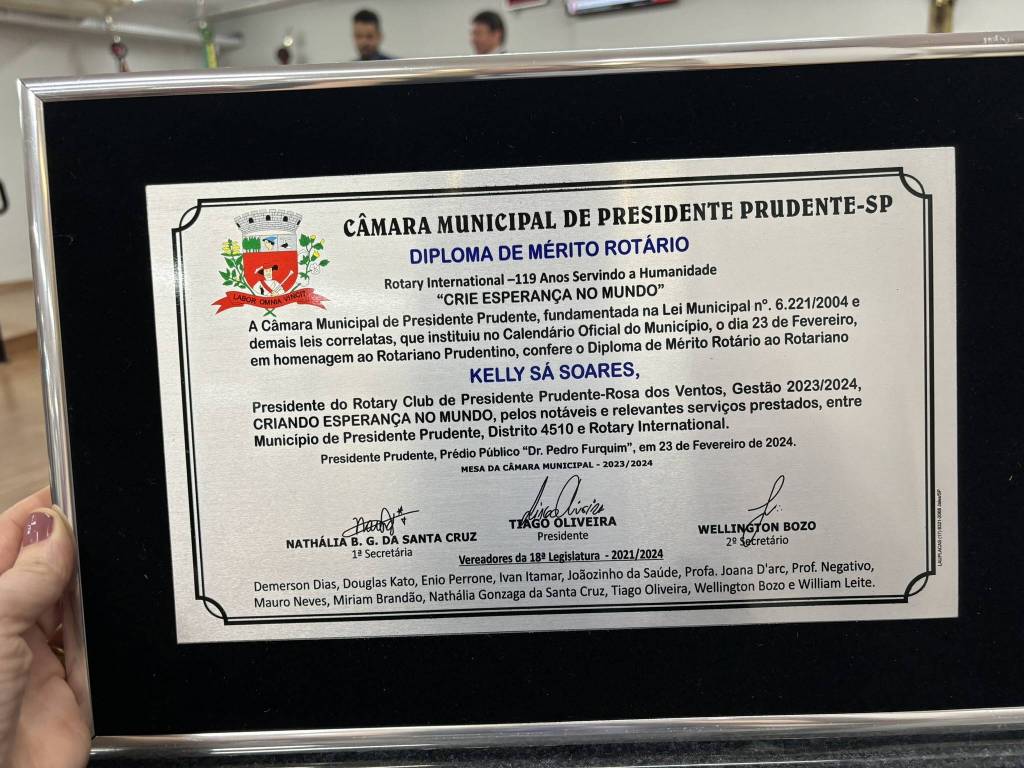 CÂMARA MUNICIPAL DE PRESIDENTE PRUDENTE-SP
DIPLOMA DE MÉRITO ROTÁRIO
Rotary International –119 Anos Servindo a Humanidade
“CRIE ESPERANÇA NO MUNDO”
LABOR OMNIA VINCIT
A Câmara Municipal de Presidente Prudente, fundamentada na Lei Municipal nº. 6.221/2004 e
demais leis correlatas, que instituiu no Calendário Oficial do Município, o dia 23 de Fevereiro,
em homenagem ao Rotariano Prudentino, confere o Diploma de Mérito Rotário ao Rotariano
KELLY SÁ SOARES,
Presidente do Rotary Club de Presidente Prudente-Rosa dos Ventos, Gestão 2023/2024,
CRIANDO ESPERANÇA NO MUNDO, pelos notáveis e relevantes serviços prestados, entre
Município de Presidente Prudente, Distrito 4510 e Rotary International.
Presidente Prudente, Prédio Público “Dr. Pedro Furquim”, em 23 de Fevereiro de 2024.
MESA DA CÂMARA MUNICIPAL - 2023/2024
NATHÁLIA B. G. DA SANTA CRUZ
1ª Secretária
TIAGO OLIVEIRA
Presidente
WELLINGTON BOZO
2º Secretário
Vereadores da 18ª Legislatura - 2021/2024
Demerson Dias, Douglas Kato, Enio Perrone, Ivan Itamar, Joãozinho da Saúde, Profa. Joana D'arc, Prof. Negativo,
Mauro Neves, Miriam Brandão, Nathália Gonzaga da Santa Cruz, Tiago Oliveira, Wellington Bozo e William Leite.